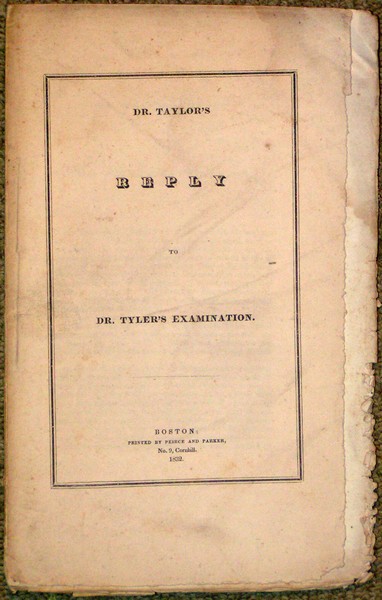 DR. TAYLOR'S
REPLY
TO
DR. TYLER'S EXAMINATION.
BOSTON:
PRINTED BY PEIRCE AND PARKER,
No. 9, Cornhill.
1832.